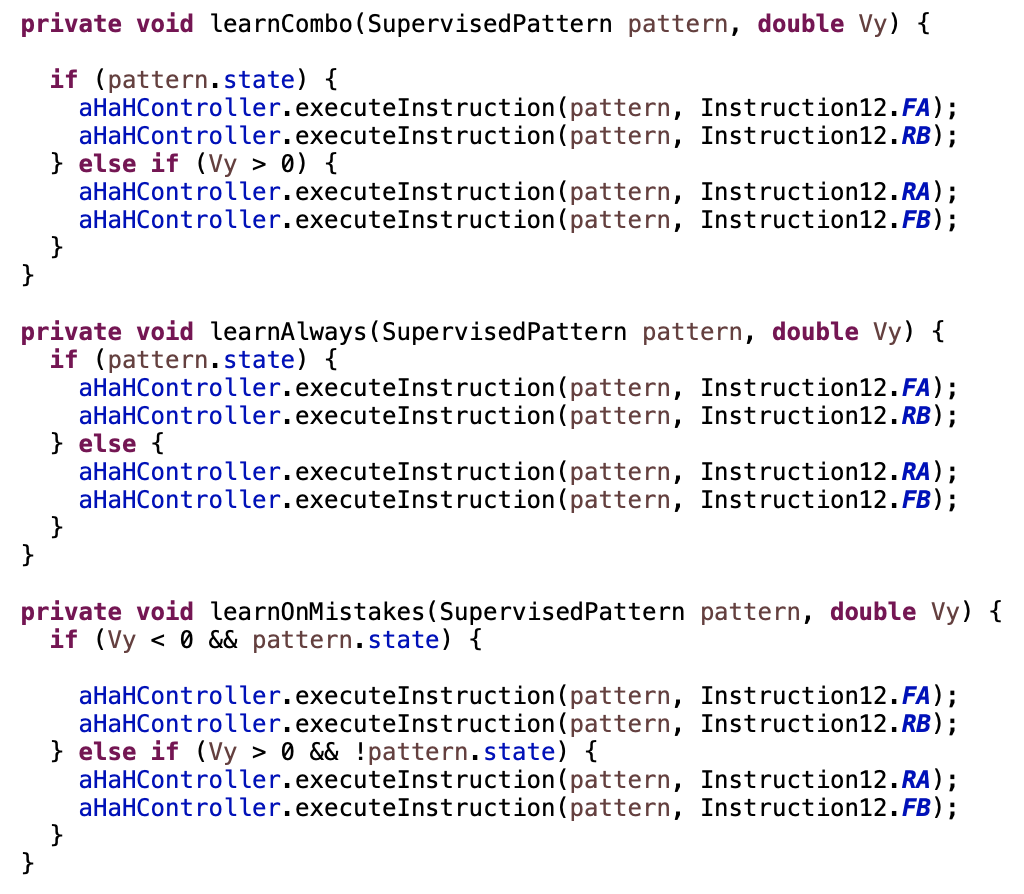 private void learnCombo(SupervisedPattern pattern, double Vy) {

  if (pattern.state) {
    aHaHController.executeInstruction(pattern, Instruction12.FA);
    aHaHController.executeInstruction(pattern, Instruction12.RB);
  } else if (Vy > 0) {
    aHaHController.executeInstruction(pattern, Instruction12.RA);
    aHaHController.executeInstruction(pattern, Instruction12.FB);
  }
}

private void learnAlways(SupervisedPattern pattern, double Vy) {
  if (pattern.state) {
    aHaHController.executeInstruction(pattern, Instruction12.FA);
    aHaHController.executeInstruction(pattern, Instruction12.RB);
  } else {
    aHaHController.executeInstruction(pattern, Instruction12.RA);
    aHaHController.executeInstruction(pattern, Instruction12.FB);
  }
}

private void learnOnMistakes(SupervisedPattern pattern, double Vy) {
  if (Vy < 0 && pattern.state) {

    aHaHController.executeInstruction(pattern, Instruction12.FA);
    aHaHController.executeInstruction(pattern, Instruction12.RB);
  } else if (Vy > 0 && !pattern.state) {
    aHaHController.executeInstruction(pattern, Instruction12.RA);
    aHaHController.executeInstruction(pattern, Instruction12.FB);
  }
}